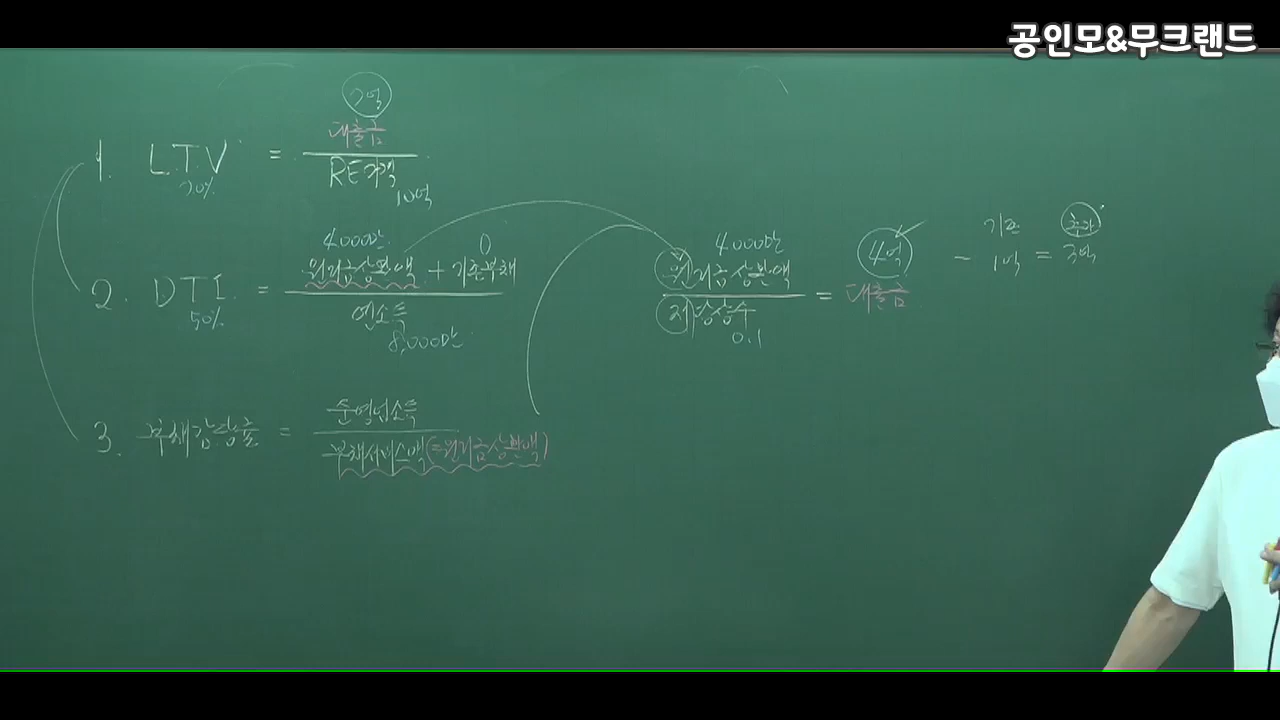 공인모&무크랜드
7억
1. L.T.V = 대출금 / RE가격
70%
10억
4000만 0
2. D T I. = 원리금상환액 + 기존부채 / 연소득
50%
8,000만
4000만
원리금상환액 / 저당상수 = 4억 - 기존 1억 = 추가 3억
0.1
대출금
3. 부채감당률 = 순영업소득 / 부채서비스액(=원리금상환액)